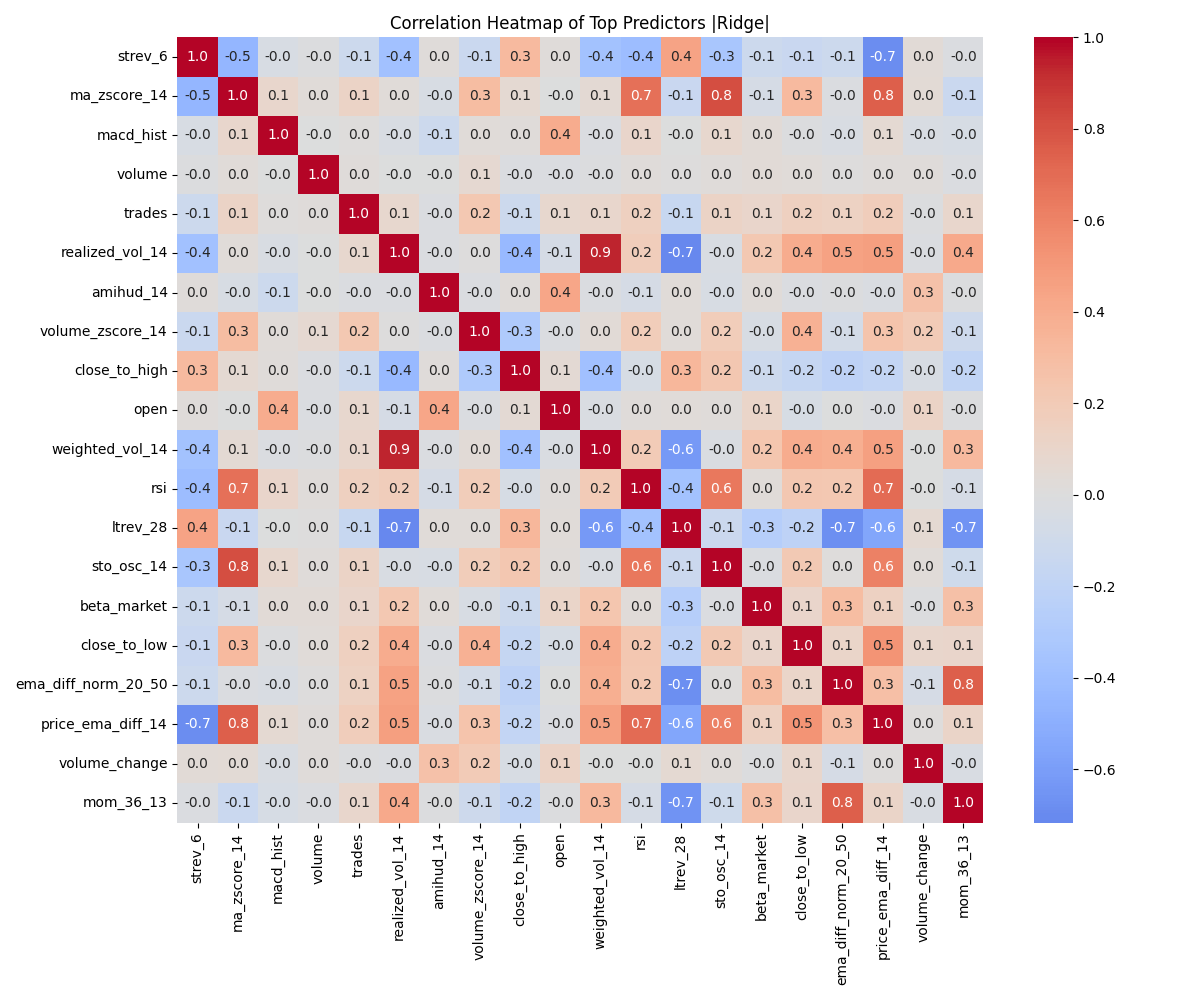 Correlation Heatmap of Top Predictors |Ridge|
strev_6 1.0 -0.5 -0.0 -0.0 -0.1 -0.4 0.0 -0.1 0.3 0.0 -0.4 -0.4 0.4 -0.3 -0.1 -0.1 -0.1 -0.7 0.0 -0.0
ma_zscore_14 -0.5 1.0 0.1 0.0 0.1 0.0 -0.0 0.3 0.1 -0.0 0.1 0.7 -0.1 0.8 -0.1 0.3 -0.0 0.8 0.0 -0.1
macd_hist -0.0 0.1 1.0 -0.0 0.0 -0.0 -0.1 0.0 0.0 0.4 -0.0 0.1 -0.0 0.1 0.0 -0.0 -0.0 0.1 -0.0 -0.0
volume -0.0 0.0 -0.0 1.0 0.0 -0.0 -0.0 0.1 -0.0 -0.0 -0.0 0.0 0.0 0.0 0.0 0.0 0.0 0.0 0.0 -0.0
trades -0.1 0.1 0.0 0.0 1.0 0.1 -0.0 0.2 -0.1 0.1 0.1 0.2 -0.1 0.1 0.1 0.2 0.1 0.2 -0.0 0.1
realized_vol_14 -0.4 0.0 -0.0 -0.0 0.1 1.0 -0.0 0.0 -0.4 -0.1 0.9 0.2 -0.7 -0.0 0.2 0.4 0.5 0.5 -0.0 0.4
amihud_14 0.0 -0.0 -0.1 -0.0 -0.0 -0.0 1.0 -0.0 0.0 0.4 -0.0 -0.1 0.0 -0.0 -0.0 -0.0 -0.0 -0.0 0.3 -0.0
volume_zscore_14 -0.1 0.3 0.0 0.1 0.2 0.0 -0.0 1.0 -0.3 -0.0 0.0 0.2 0.0 0.2 -0.0 0.4 -0.1 0.3 0.2 -0.1
close_to_high 0.3 0.1 0.0 -0.0 -0.1 -0.4 0.0 -0.3 1.0 0.1 -0.4 -0.0 0.3 0.2 -0.1 -0.2 -0.2 -0.2 -0.0 -0.2
open 0.0 -0.0 0.4 -0.0 0.1 -0.1 0.4 -0.0 0.1 1.0 -0.0 0.0 0.0 0.0 0.1 -0.0 0.0 -0.0 0.1 -0.0
weighted_vol_14 -0.4 0.1 -0.0 -0.0 0.1 0.9 -0.0 0.0 -0.4 -0.0 1.0 0.2 -0.6 -0.0 0.2 0.4 0.4 0.5 -0.0 0.3
rsi -0.4 0.7 0.1 0.0 0.2 0.2 -0.1 0.2 -0.0 0.0 0.2 1.0 -0.4 0.6 0.0 0.2 0.2 0.7 -0.0 -0.1
ltrev_28 0.4 -0.1 -0.0 0.0 -0.1 -0.7 0.0 0.0 0.3 0.0 -0.6 -0.4 1.0 -0.1 -0.3 -0.2 -0.7 -0.6 0.1 -0.7
sto_osc_14 -0.3 0.8 0.1 0.0 0.1 -0.0 -0.0 0.2 0.2 0.0 -0.0 0.6 -0.1 1.0 -0.0 0.2 0.0 0.6 0.0 -0.1
beta_market -0.1 -0.1 0.0 0.0 0.1 0.2 -0.0 -0.0 -0.1 0.1 0.2 0.0 -0.3 -0.0 1.0 0.1 0.3 0.1 -0.0 0.3
close_to_low -0.1 0.3 -0.0 0.0 0.2 0.4 -0.0 0.4 -0.2 -0.0 0.4 0.2 -0.2 0.2 0.1 1.0 0.1 0.5 0.1 0.1
ema_diff_norm_20_50 -0.1 -0.0 -0.0 0.0 0.1 0.5 -0.0 -0.1 -0.2 0.0 0.4 0.2 -0.7 0.0 0.3 0.1 1.0 0.3 -0.1 0.8
price_ema_diff_14 -0.7 0.8 0.1 0.0 0.2 0.5 -0.0 0.3 -0.2 -0.0 0.5 0.7 -0.6 0.6 0.1 0.5 0.3 1.0 0.0 0.1
volume_change 0.0 0.0 -0.0 0.0 -0.0 -0.0 0.3 0.2 -0.0 0.1 -0.0 -0.0 0.1 0.0 -0.0 0.1 -0.1 0.0 1.0 -0.0
mom_36_13 -0.0 -0.1 -0.0 -0.0 0.1 0.4 -0.0 -0.1 -0.2 -0.0 0.3 -0.1 -0.7 -0.1 0.3 0.1 0.8 0.1 -0.0 1.0
strev_6
ma_zscore_14
macd_hist
volume
trades
realized_vol_14
amihud_14
volume_zscore_14
close_to_high
open
weighted_vol_14
rsi
ltrev_28
sto_osc_14
beta_market
close_to_low
ema_diff_norm_20_50
price_ema_diff_14
volume_change
mom_36_13
1.0
0.8
0.6
0.4
0.2
0.0
−0.2
−0.4
−0.6